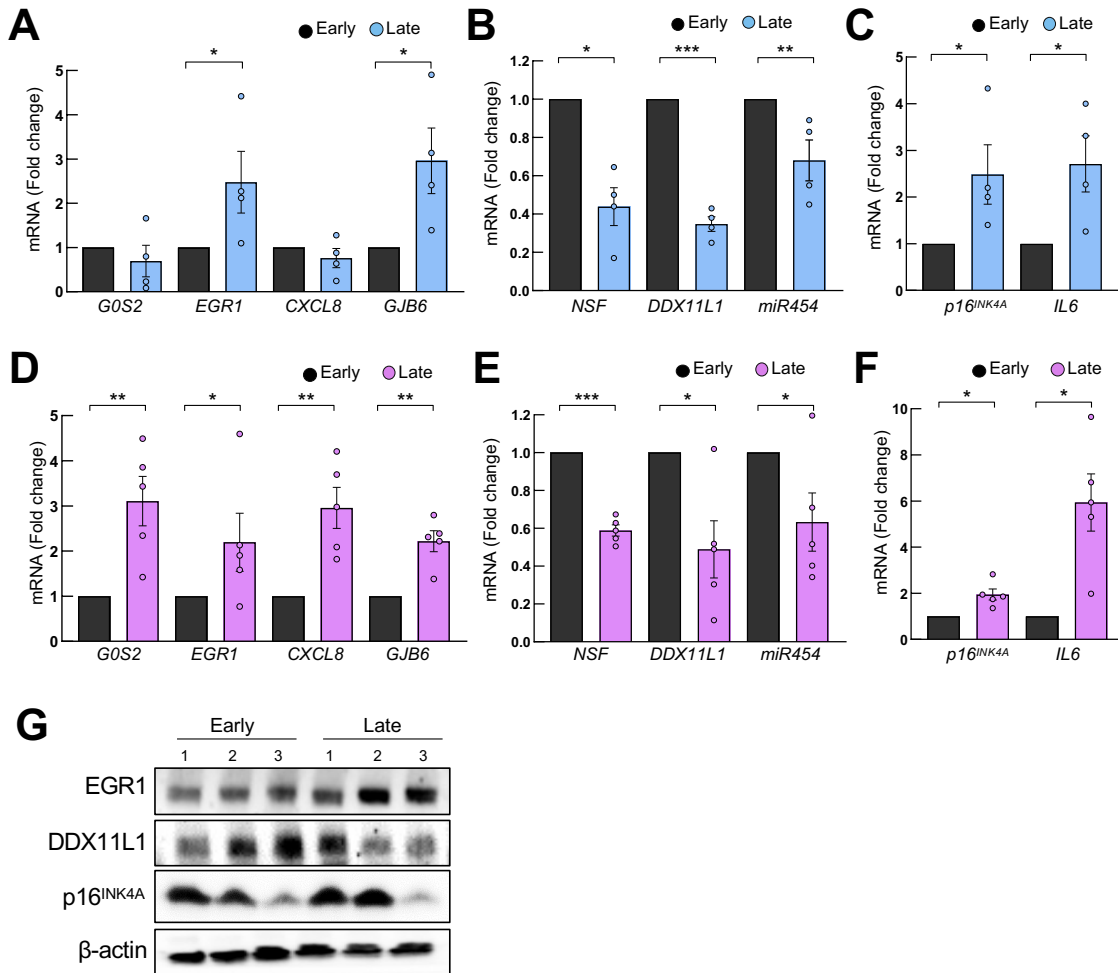 A
Early Late
mRNA (Fold change)
5
4
3
2
1
0
* *
G0S2 EGR1 CXCL8 GJB6
B
Early Late
mRNA (Fold change)
1.2
1.0
0.8
0.6
0.4
0.2
0.0
* *** **
NSF DDX11L1 miR454
C
Early Late
mRNA (Fold change)
5
4
3
2
1
0
* *
p16INK4A IL6
D
Early Late
mRNA (Fold change)
5
4
3
2
1
0
** * ** **
G0S2 EGR1 CXCL8 GJB6
E
Early Late
mRNA (Fold change)
1.2
1.0
0.8
0.6
0.4
0.2
0.0
*** * *
NSF DDX11L1 miR454
F
Early Late
mRNA (Fold change)
10
8
6
4
2
0
* *
p16INK4A IL6
G
Early Late
1 2 3 1 2 3
EGR1
DDX11L1
p16INK4A
β-actin